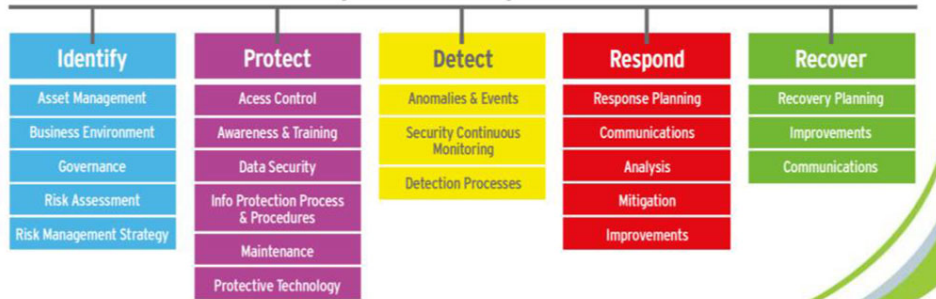 Identify
Asset Management
Business Environment
Governance
Risk Assessment
Risk Management Strategy
Protect
Acess Control
Awareness & Training
Data Security
Info Protection Process
& Procedures
Maintenance
Protective Technology
Detect
Anomalies & Events
Security Continuous
Monitoring
Detection Processes
Respond
Response Planning
Communications
Analysis
Mitigation
Improvements
Recover
Recovery Planning
Improvements
Communications